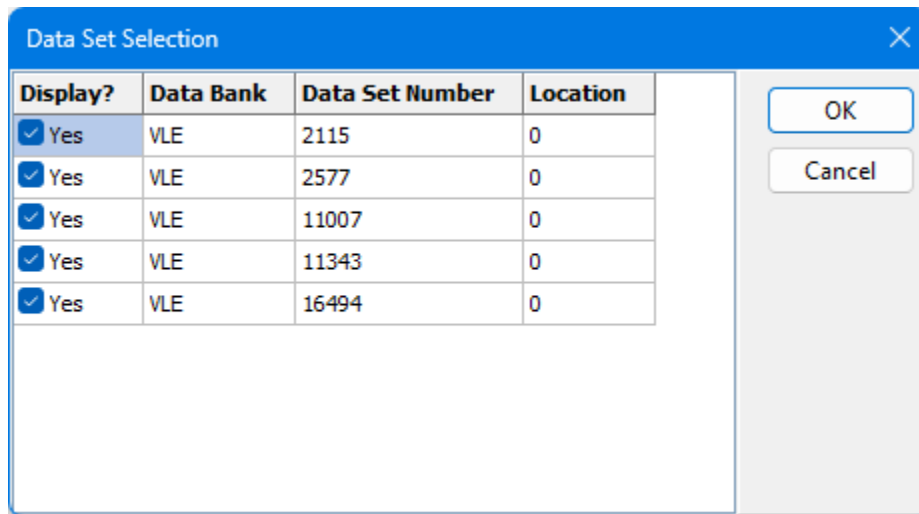 Data Set Selection
Display? Data Bank Data Set Number Location
Yes VLE 2115 0
Yes VLE 2577 0
Yes VLE 11007 0
Yes VLE 11343 0
Yes VLE 16494 0
OK
Cancel